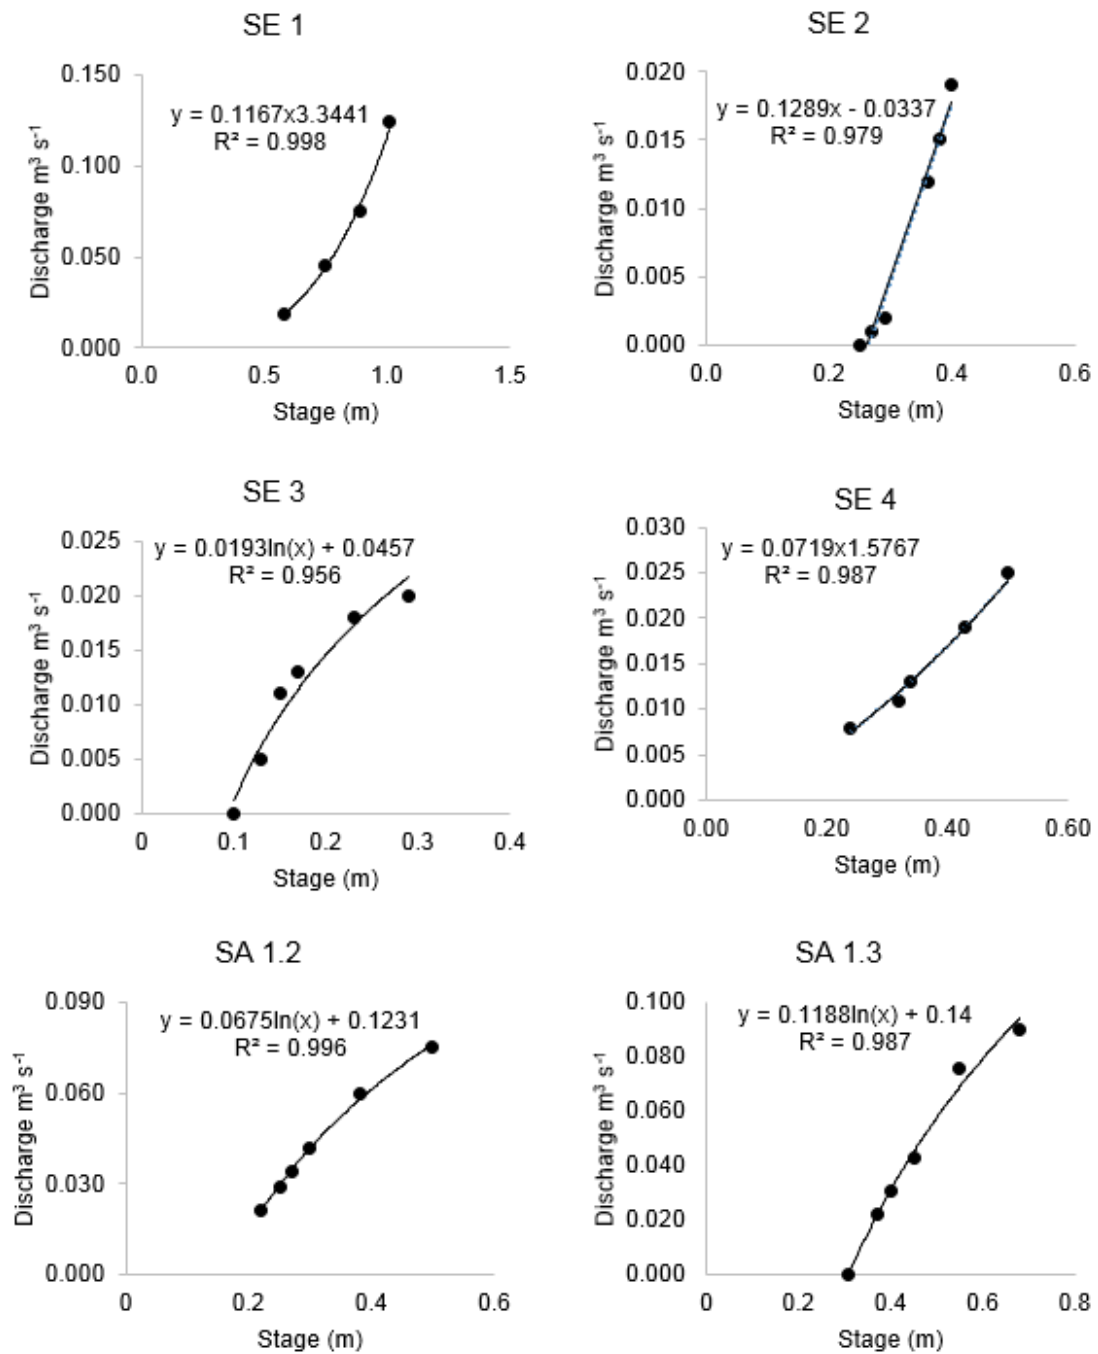 SE 1
0.150
y = 0.1167x3.3441
R² = 0.998
0.100
0.050
0.000
0.0 0.5 1.0 1.5
Stage (m)
Discharge m³ s⁻¹
SE 2
0.020
y = 0.1289x - 0.0337
R² = 0.979
0.015
0.010
0.005
0.000
0.0 0.2 0.4 0.6
Stage (m)
Discharge m³ s⁻¹
SE 3
0.025
y = 0.0193ln(x) + 0.0457
R² = 0.956
0.020
0.015
0.010
0.005
0.000
0 0.1 0.2 0.3 0.4
Stage (m)
Discharge m³ s⁻¹
SE 4
0.030
y = 0.0719x1.5767
R² = 0.987
0.025
0.020
0.015
0.010
0.005
0.000
0.00 0.20 0.40 0.60
Stage (m)
Discharge m³ s⁻¹
SA 1.2
0.090
y = 0.0675ln(x) + 0.1231
R² = 0.996
0.060
0.030
0.000
0 0.2 0.4 0.6
Stage (m)
Discharge m³ s⁻¹
SA 1.3
0.100
y = 0.1188ln(x) + 0.14
R² = 0.987
0.080
0.060
0.040
0.020
0.000
0 0.2 0.4 0.6 0.8
Stage (m)
Discharge m³ s⁻¹